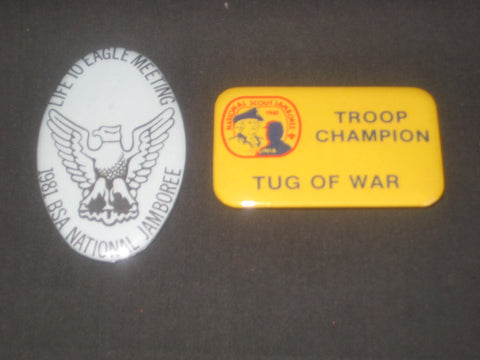 LIFE TO EAGLE MEETING
1981 BSA NATIONAL JAMBOREE
NATIONAL SCOUT JAMBOREE
1981
TROOP
CHAMPION
TUG OF WAR